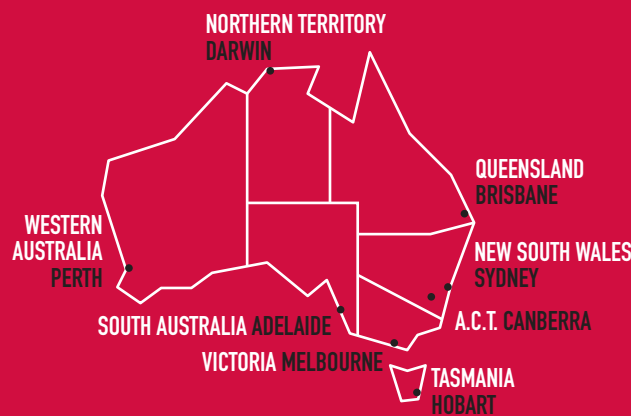 NORTHERN TERRITORY
DARWIN
QUEENSLAND
BRISBANE
WESTERN
AUSTRALIA
PERTH
NEW SOUTH WALES
SYDNEY
SOUTH AUSTRALIA ADELAIDE
A.C.T. CANBERRA
VICTORIA MELBOURNE
TASMANIA
HOBART